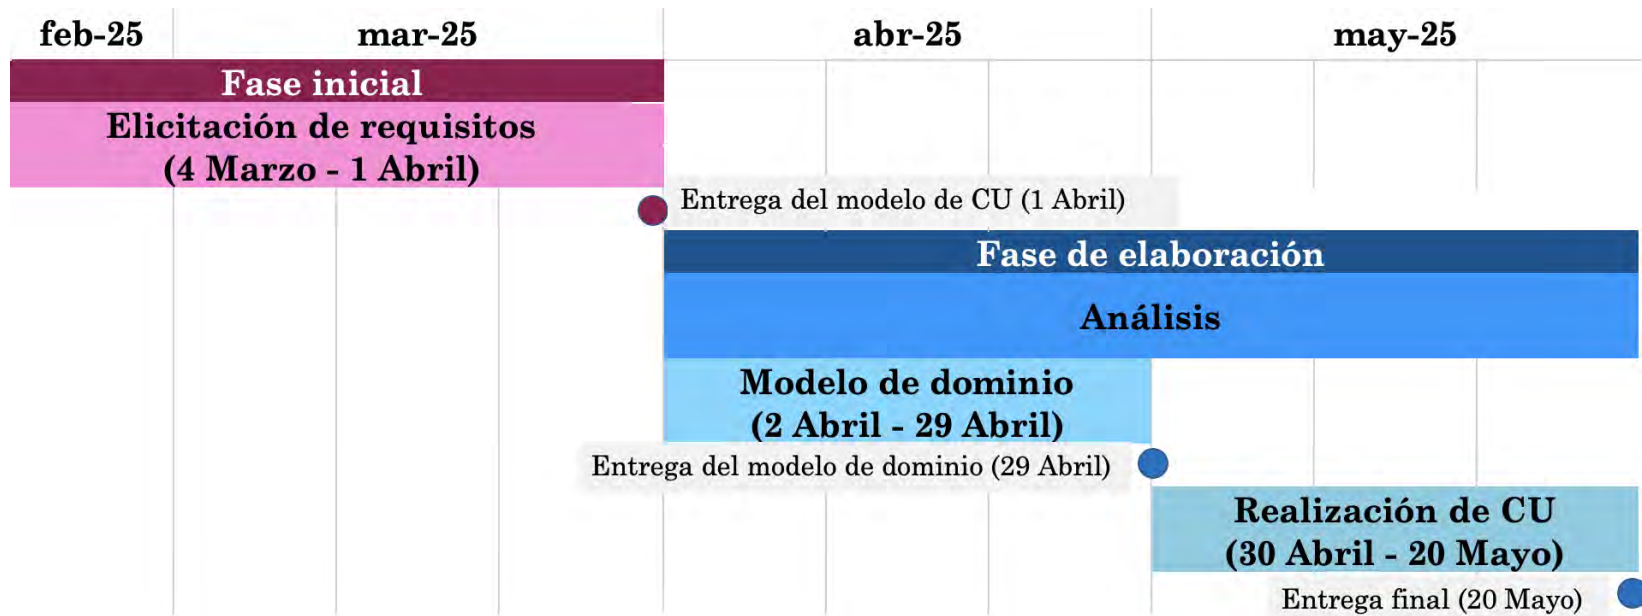 feb-25 mar-25 abr-25 may-25
Fase inicial
Elicitación de requisitos
(4 Marzo - 1 Abril)
Entrega del modelo de CU (1 Abril)
Fase de elaboración
Análisis
Modelo de dominio
(2 Abril - 29 Abril)
Entrega del modelo de dominio (29 Abril)
Realización de CU
(30 Abril - 20 Mayo)
Entrega final (20 Mayo)